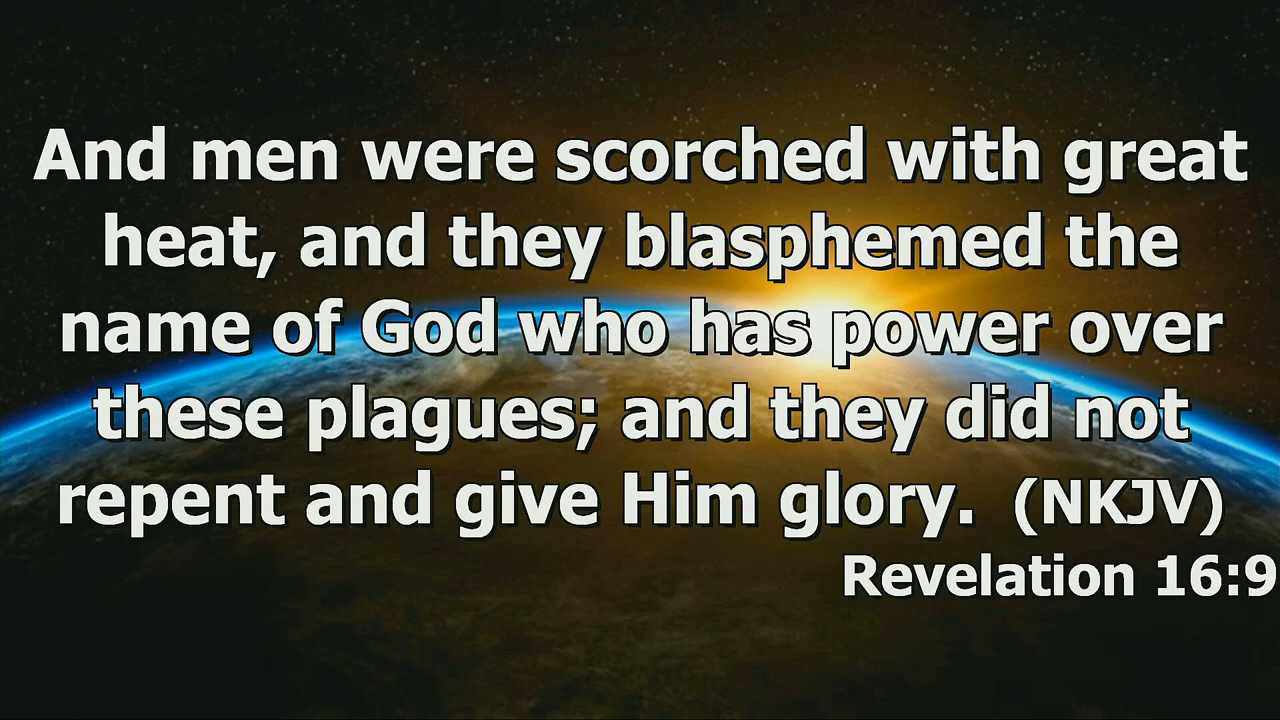 And men were scorched with great
heat, and they blasphemed the
name of God who has power over
these plagues; and they did not
repent and give Him glory.  (NKJV)
Revelation 16:9